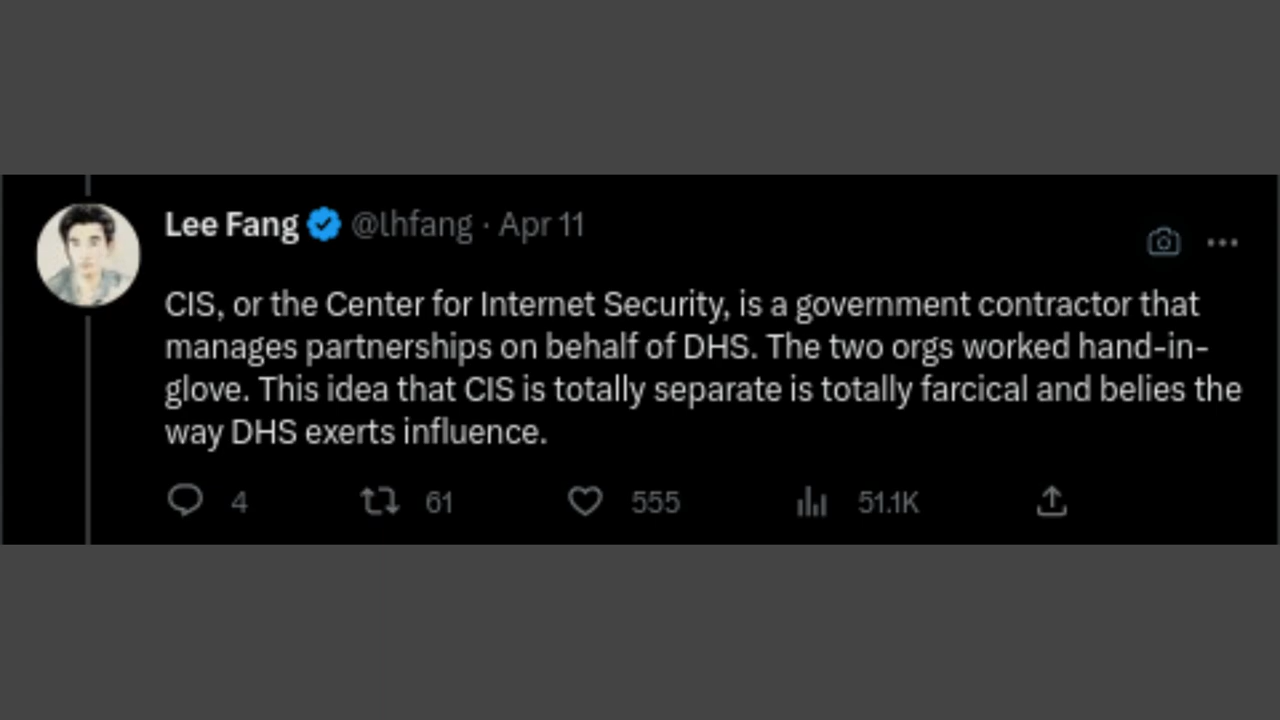 Lee Fang @lhfang · Apr 11
CIS, or the Center for Internet Security, is a government contractor that
manages partnerships on behalf of DHS. The two orgs worked hand-in-
glove. This idea that CIS is totally separate is totally farcical and belies the
way DHS exerts influence.
4 61 555 51.1K